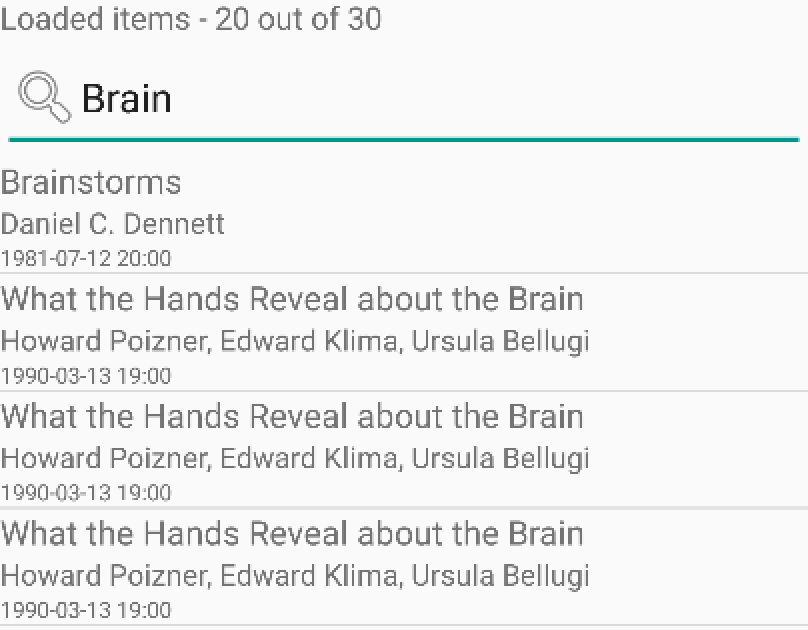 Loaded items - 20 out of 30
Brain
Brainstorms
Daniel C. Dennett
1981-07-12 20:00
What the Hands Reveal about the Brain
Howard Poizner, Edward Klima, Ursula Bellugi
1990-03-13 19:00
What the Hands Reveal about the Brain
Howard Poizner, Edward Klima, Ursula Bellugi
1990-03-13 19:00
What the Hands Reveal about the Brain
Howard Poizner, Edward Klima, Ursula Bellugi
1990-03-13 19:00